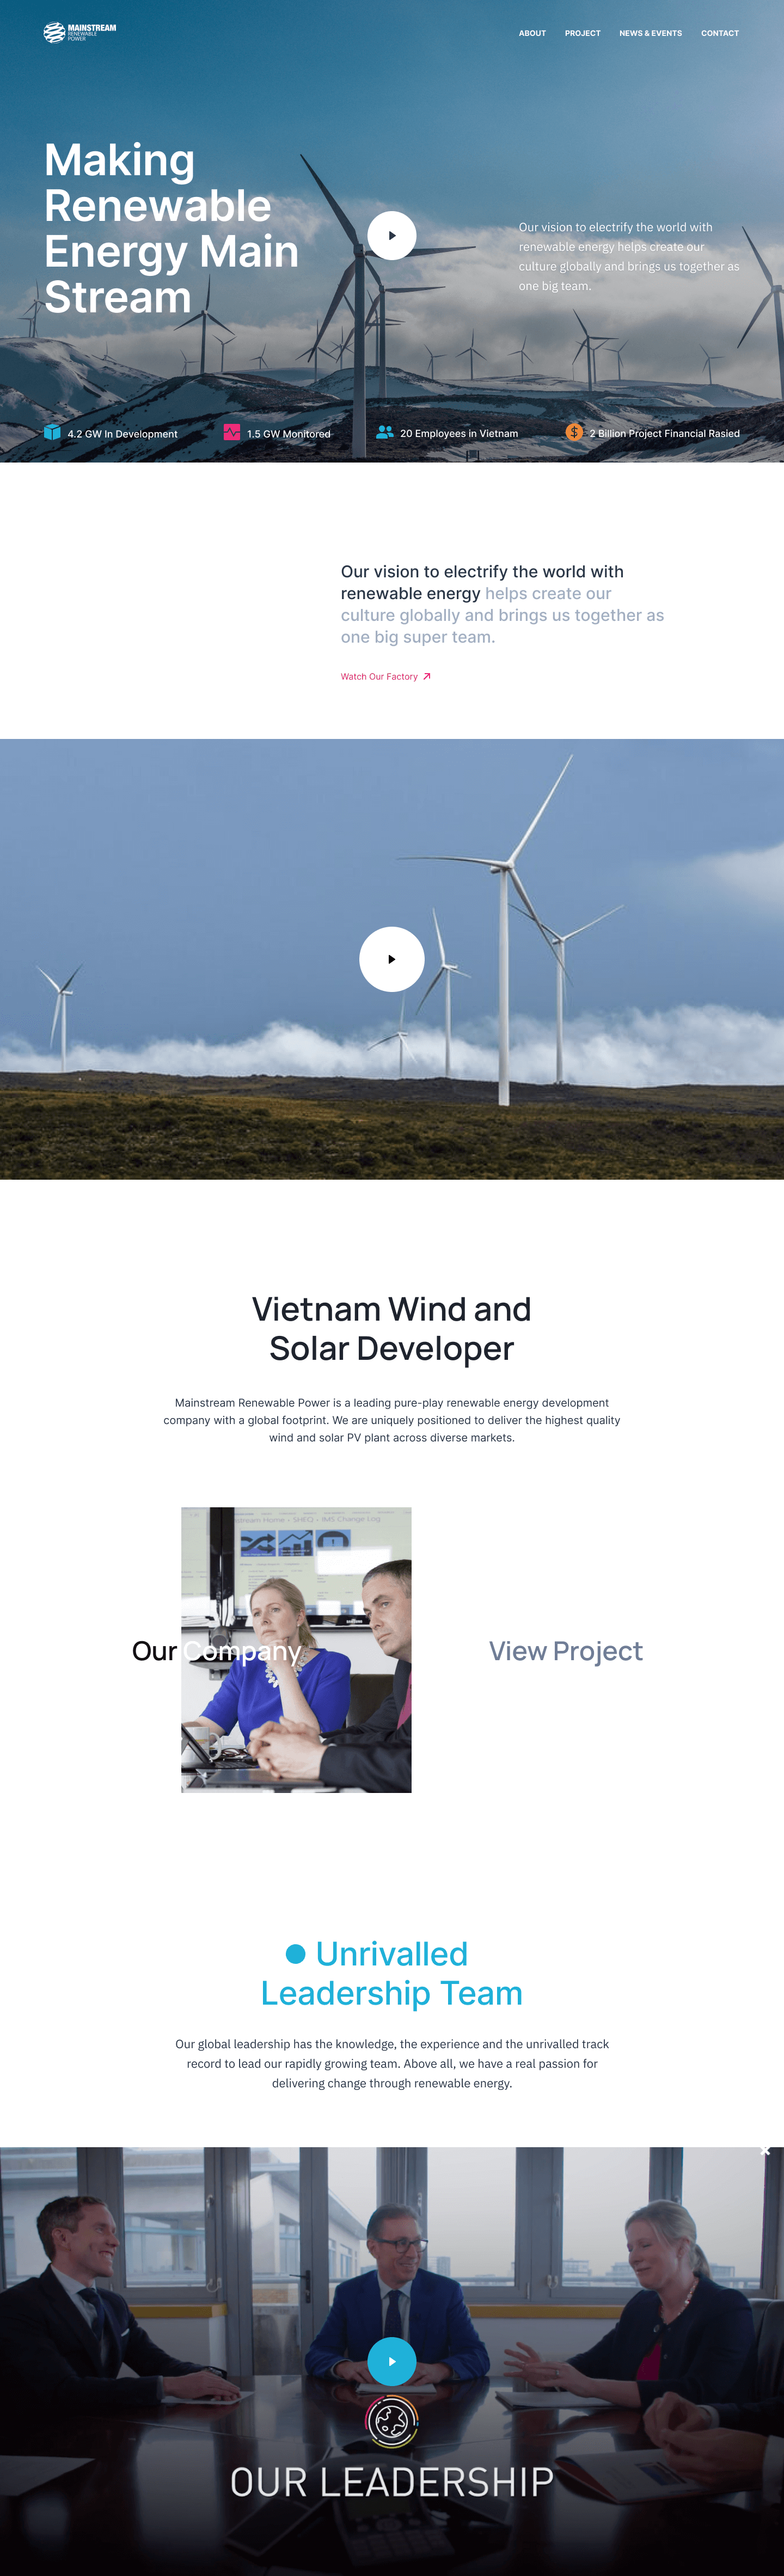 MAINSTREAM
RENEWABLE
POWER
ABOUT PROJECT NEWS & EVENTS CONTACT
Making
Renewable
Energy Main
Stream
Our vision to electrify the world with
renewable energy helps create our
culture globally and brings us together as
one big team.
4.2 GW In Development 1.5 GW Monitored 20 Employees in Vietnam 2 Billion Project Financial Rasied
Our vision to electrify the world with
renewable energy helps create our
culture globally and brings us together as
one big super team.
Watch Our Factory
Vietnam Wind and
Solar Developer
Mainstream Renewable Power is a leading pure-play renewable energy development
company with a global footprint. We are uniquely positioned to deliver the highest quality
wind and solar PV plant across diverse markets.
Home • SHEQ • IMS Change Log
Our Company View Project
Unrivalled
Leadership Team
Our global leadership has the knowledge, the experience and the unrivalled track
record to lead our rapidly growing team. Above all, we have a real passion for
delivering change through renewable energy.
OUR LEADERSHIP